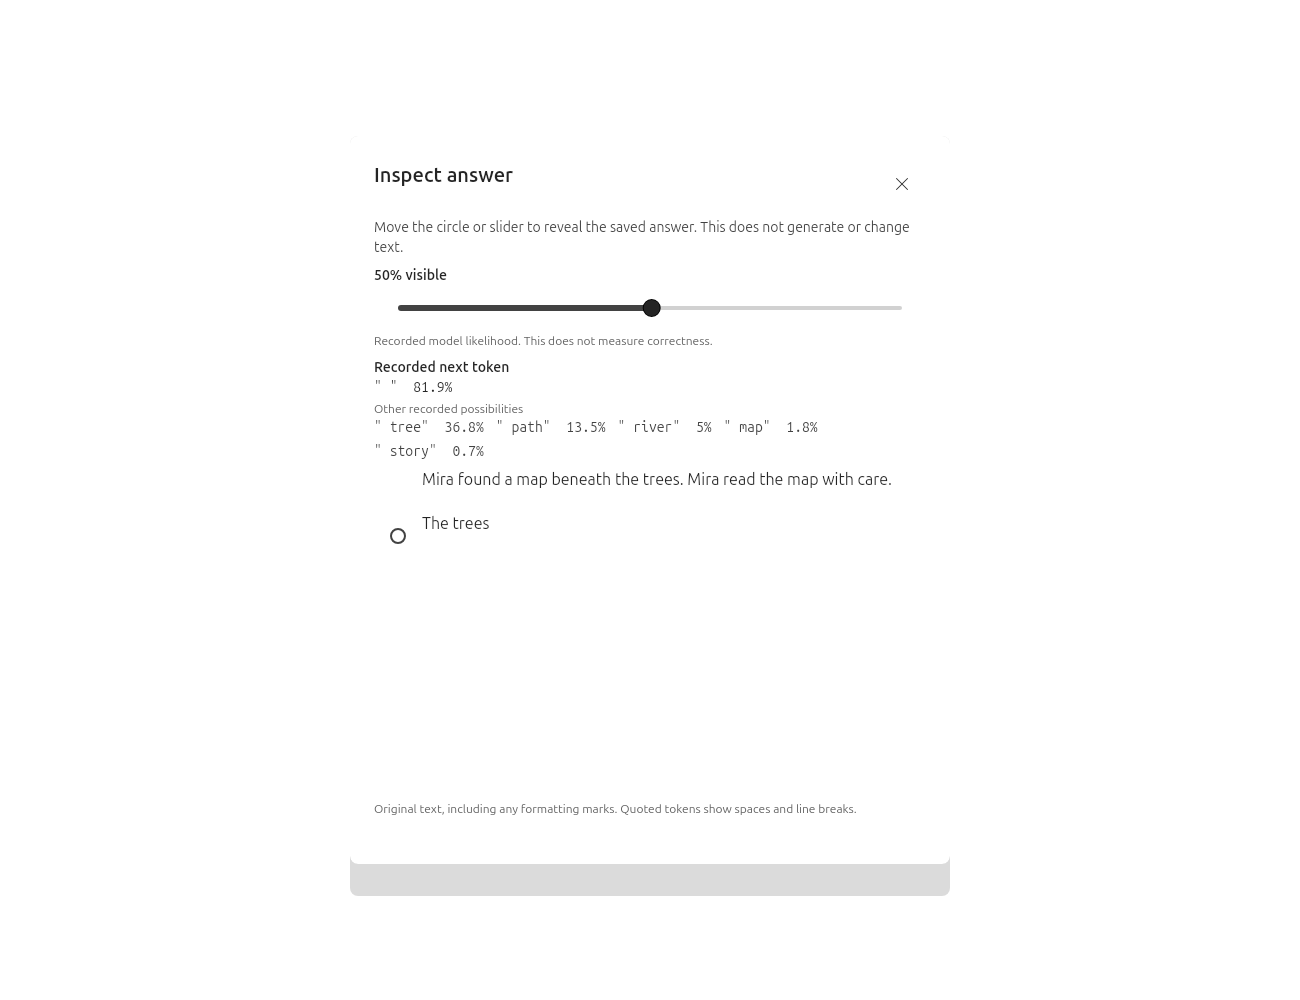 Inspect answer
Move the circle or slider to reveal the saved answer. This does not generate or change
text.
50% visible
Recorded model likelihood. This does not measure correctness.
Recorded next token
" "  81.9%
Other recorded possibilities
" tree"  36.8% " path"  13.5% " river"  5% " map"  1.8%
" story"  0.7%
Mira found a map beneath the trees. Mira read the map with care.
The trees
Original text, including any formatting marks. Quoted tokens show spaces and line breaks.